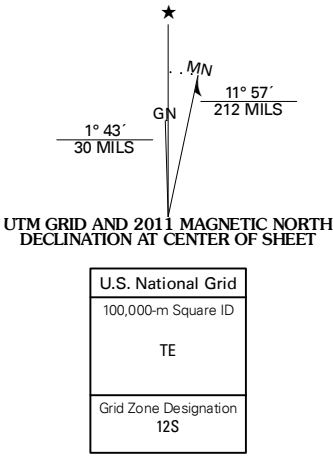 ★
MN
GN
11° 57´
212 MILS
1° 43´
30 MILS
UTM GRID AND 2011 MAGNETIC NORTH
DECLINATION AT CENTER OF SHEET
U.S. National Grid
100,000-m Square ID
TE
Grid Zone Designation
12S